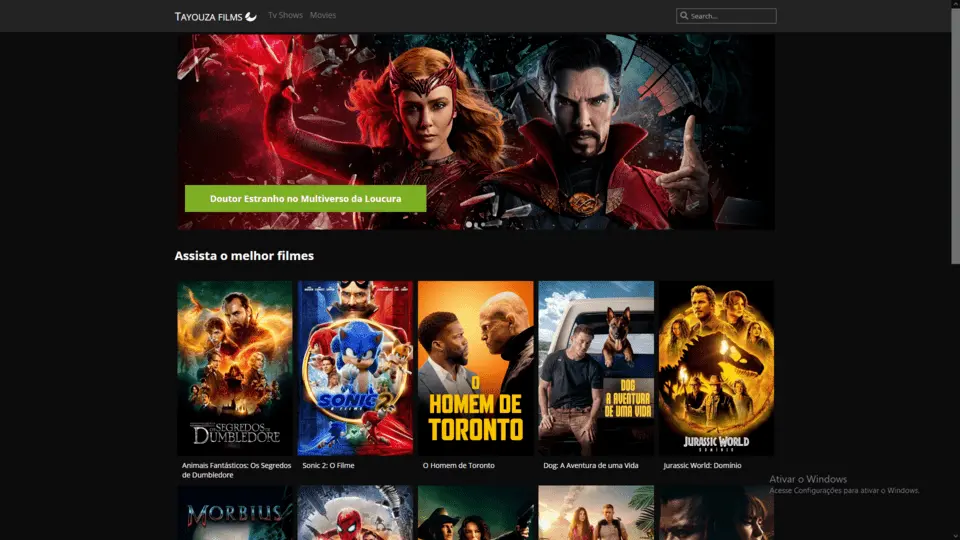 TAYOUZA FILMS
Tv Shows
Movies
Search...
Doutor Estranho no Multiverso da Loucura
Assista o melhor filmes
OS SEGREDOS
DE DUMBLEDORE
SONIC 2
O FILME
O
HOMEM DE
TORONTO
DOG
A AVENTURA
DE UMA VIDA
JURASSIC WORLD
DOMÍNIO
Animais Fantásticos: Os Segredos
de Dumbledore
Sonic 2: O Filme
O Homem de Toronto
Dog: A Aventura de uma Vida
Jurassic World: Domínio
Ativar o Windows
Acesse Configurações para ativar o Windows.
MORBIUS